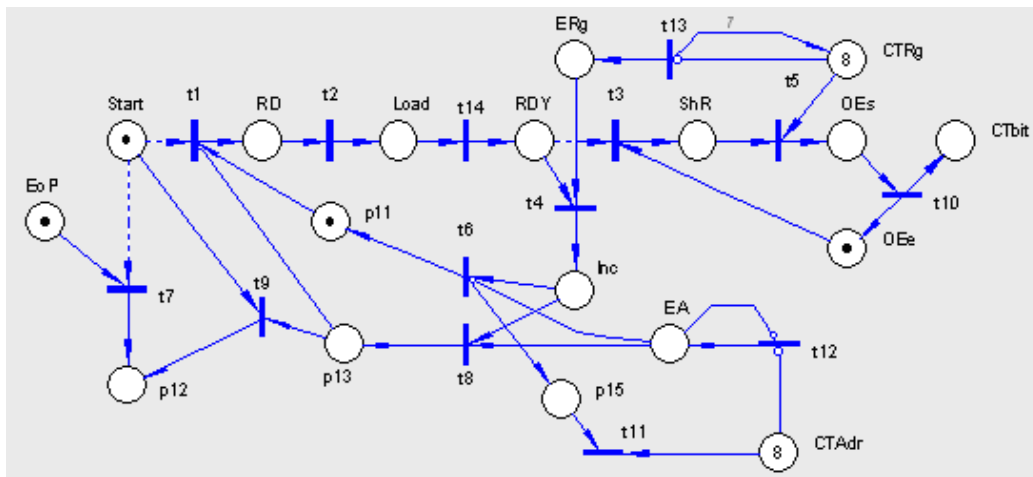 ERg
t13
7
8
CTRg
t5
Start
t1
RD
t2
Load
t14
RDY
t3
ShR
OEs
CTbit
EoP
p11
t4
t10
OEe
t6
t7
t9
Inc
EA
t12
p12
p13
t8
p15
t11
8
CTAdr